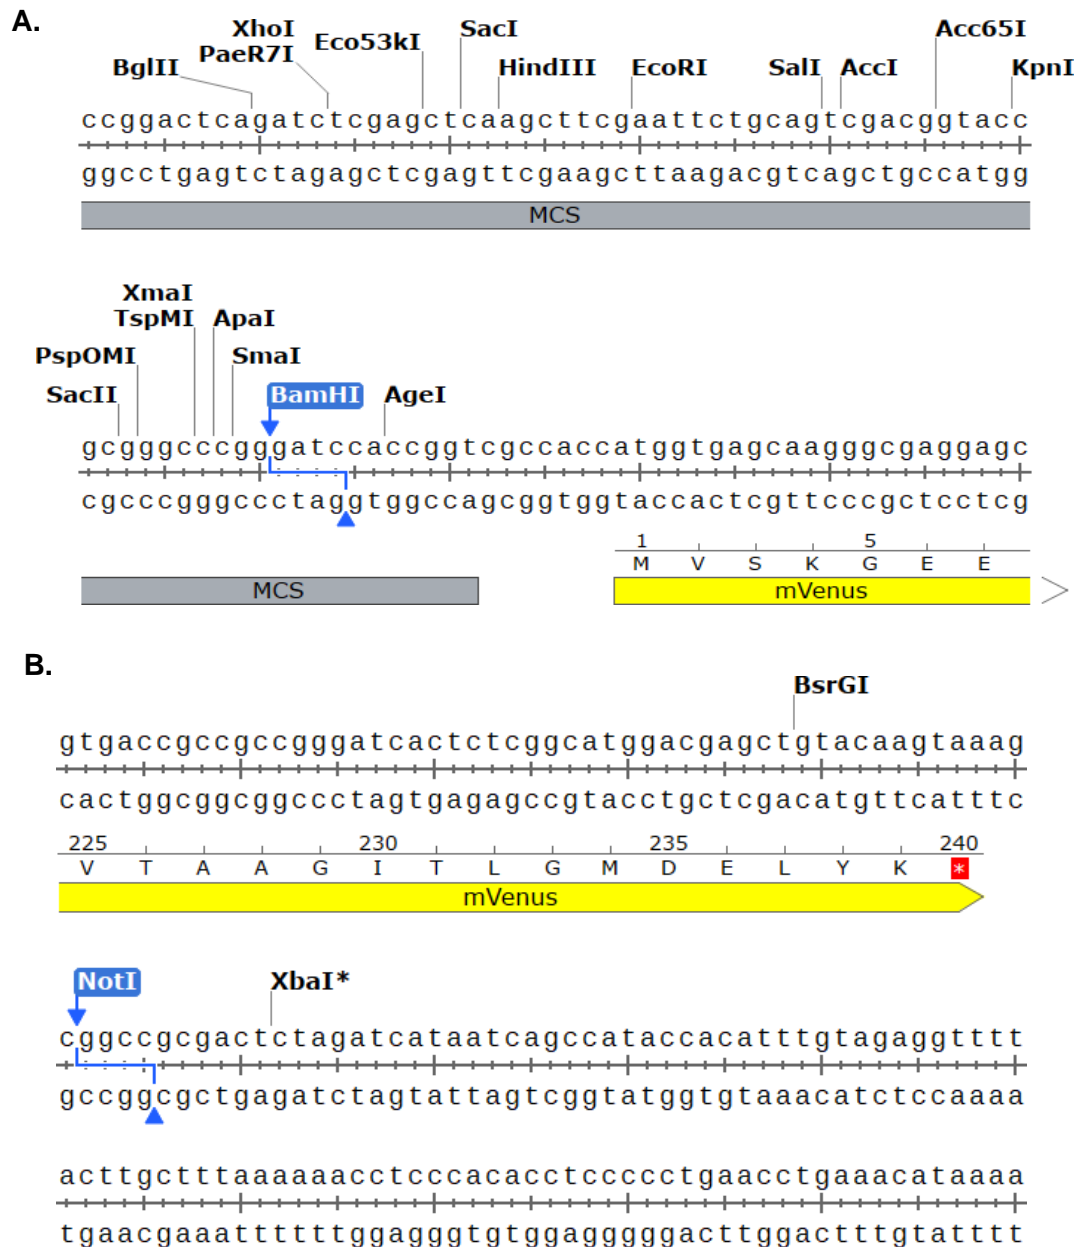 A.
XhoI
SacI
Acc65I
PaeR7I
Eco53kI
BglII
HindIII
EcoRI
SalI
AccI
KpnI
ccggactcagatctcgagctcaagcttcgaattctgcagtcgacggtacc
ggcctgagtctagagctcgagttcgaagcttaagacgtcagctgccatgg
MCS
XmaI
TspMI
ApaI
PspOMI
SmaI
SacII
BamHI
AgeI
gcgggcccgggatccaccggtcgccaccatggtgagcaagggcgaggagc
cgcccgggccctaggtggccagcggtggtaccactcgttcccgctcctcg
1 5
M V S K G E E
MCS
mVenus
B.
BsrGI
gtgaccgccgccgggatcactctcggcatggacgagctgtacaagtaaag
cactggcggcggccctagtgagagccgtacctgctcgacatgttcatttc
225 230 235 240
V T A A G I T L G M D E L Y K *
mVenus
NotI
XbaI*
cggccgcgactctagatcataatcagccataccacatttgtagaggtttt
gccggcgctgagatctagtattagtcggtatggtgtaaacatctccaaaa
acttgctttaaaaaacctcccacacctccccctgaacctgaaacataaaa
tgaacgaaattttttggagggtgtggagggggacttggactttgtatttt